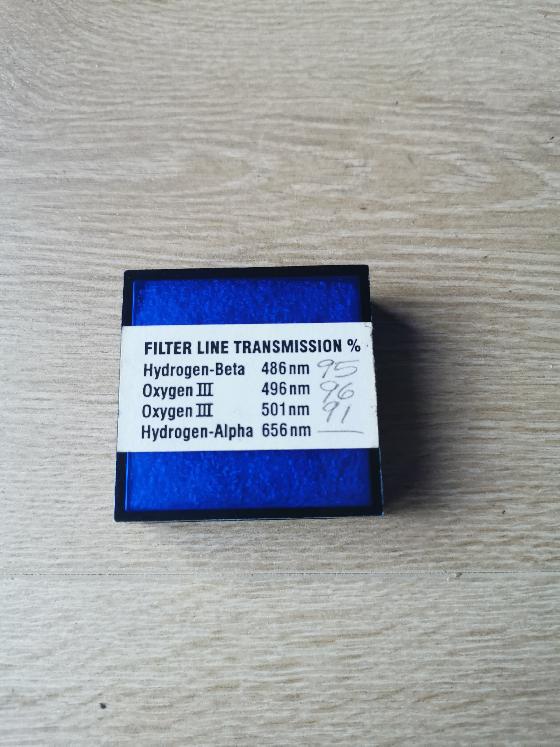 FILTER LINE TRANSMISSION %
Hydrogen-Beta 486nm 95
Oxygen III 496nm 96
Oxygen III 501nm 91
Hydrogen-Alpha 656nm